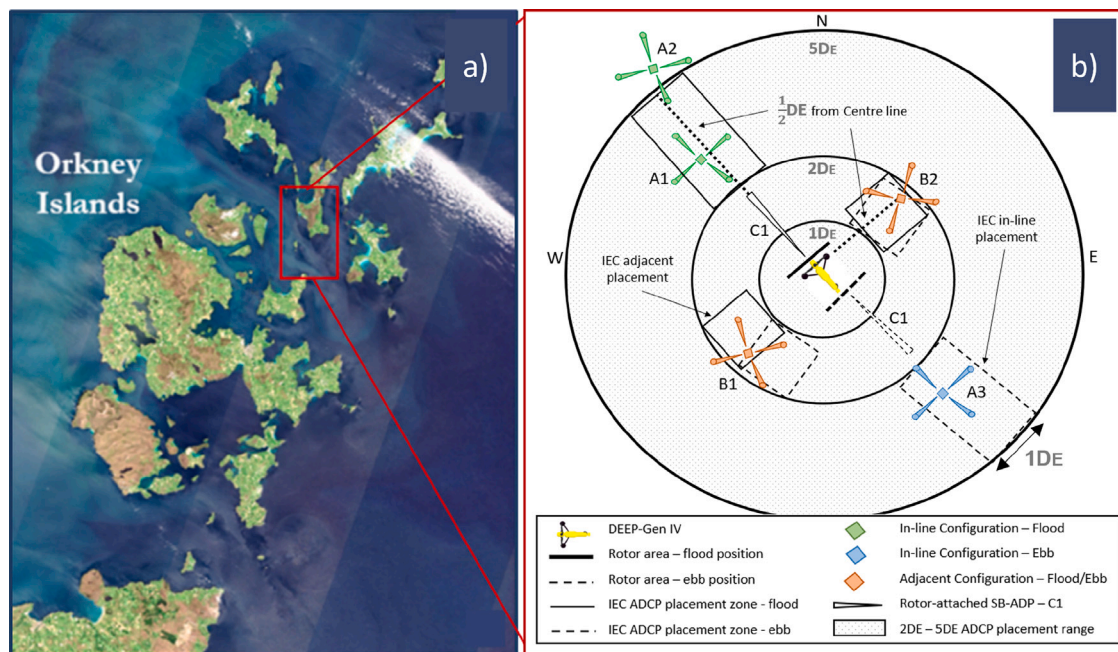 a)
Orkney
Islands
b)
N
5DE
A2
1/2 DE from Centre line
A1
2DE
B2
C1
1DE
IEC in-line
placement
W
E
IEC adjacent
placement
C1
B1
A3
1DE
DEEP-Gen IV
Rotor area – flood position
Rotor area – ebb position
IEC ADCP placement zone - flood
IEC ADCP placement zone - ebb
In-line Configuration – Flood
In-line Configuration – Ebb
Adjacent Configuration – Flood/Ebb
Rotor-attached SB-ADP – C1
2DE – 5DE ADCP placement range